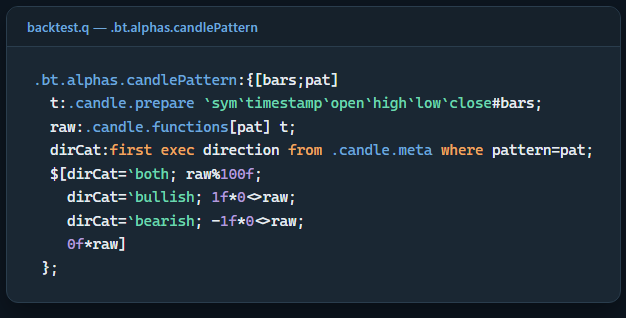 backtest.q — .bt.alphas.candlePattern
.bt.alphas.candlePattern:{[bars;pat]
  t:.candle.prepare `sym`timestamp`open`high`low`close#bars;
  raw:.candle.functions[pat] t;
  dirCat:first exec direction from .candle.meta where pattern=pat;
  $[dirCat=`both; raw%100f;
    dirCat=`bullish; 1f*0<>raw;
    dirCat=`bearish; -1f*0<>raw;
    0f*raw]
 };